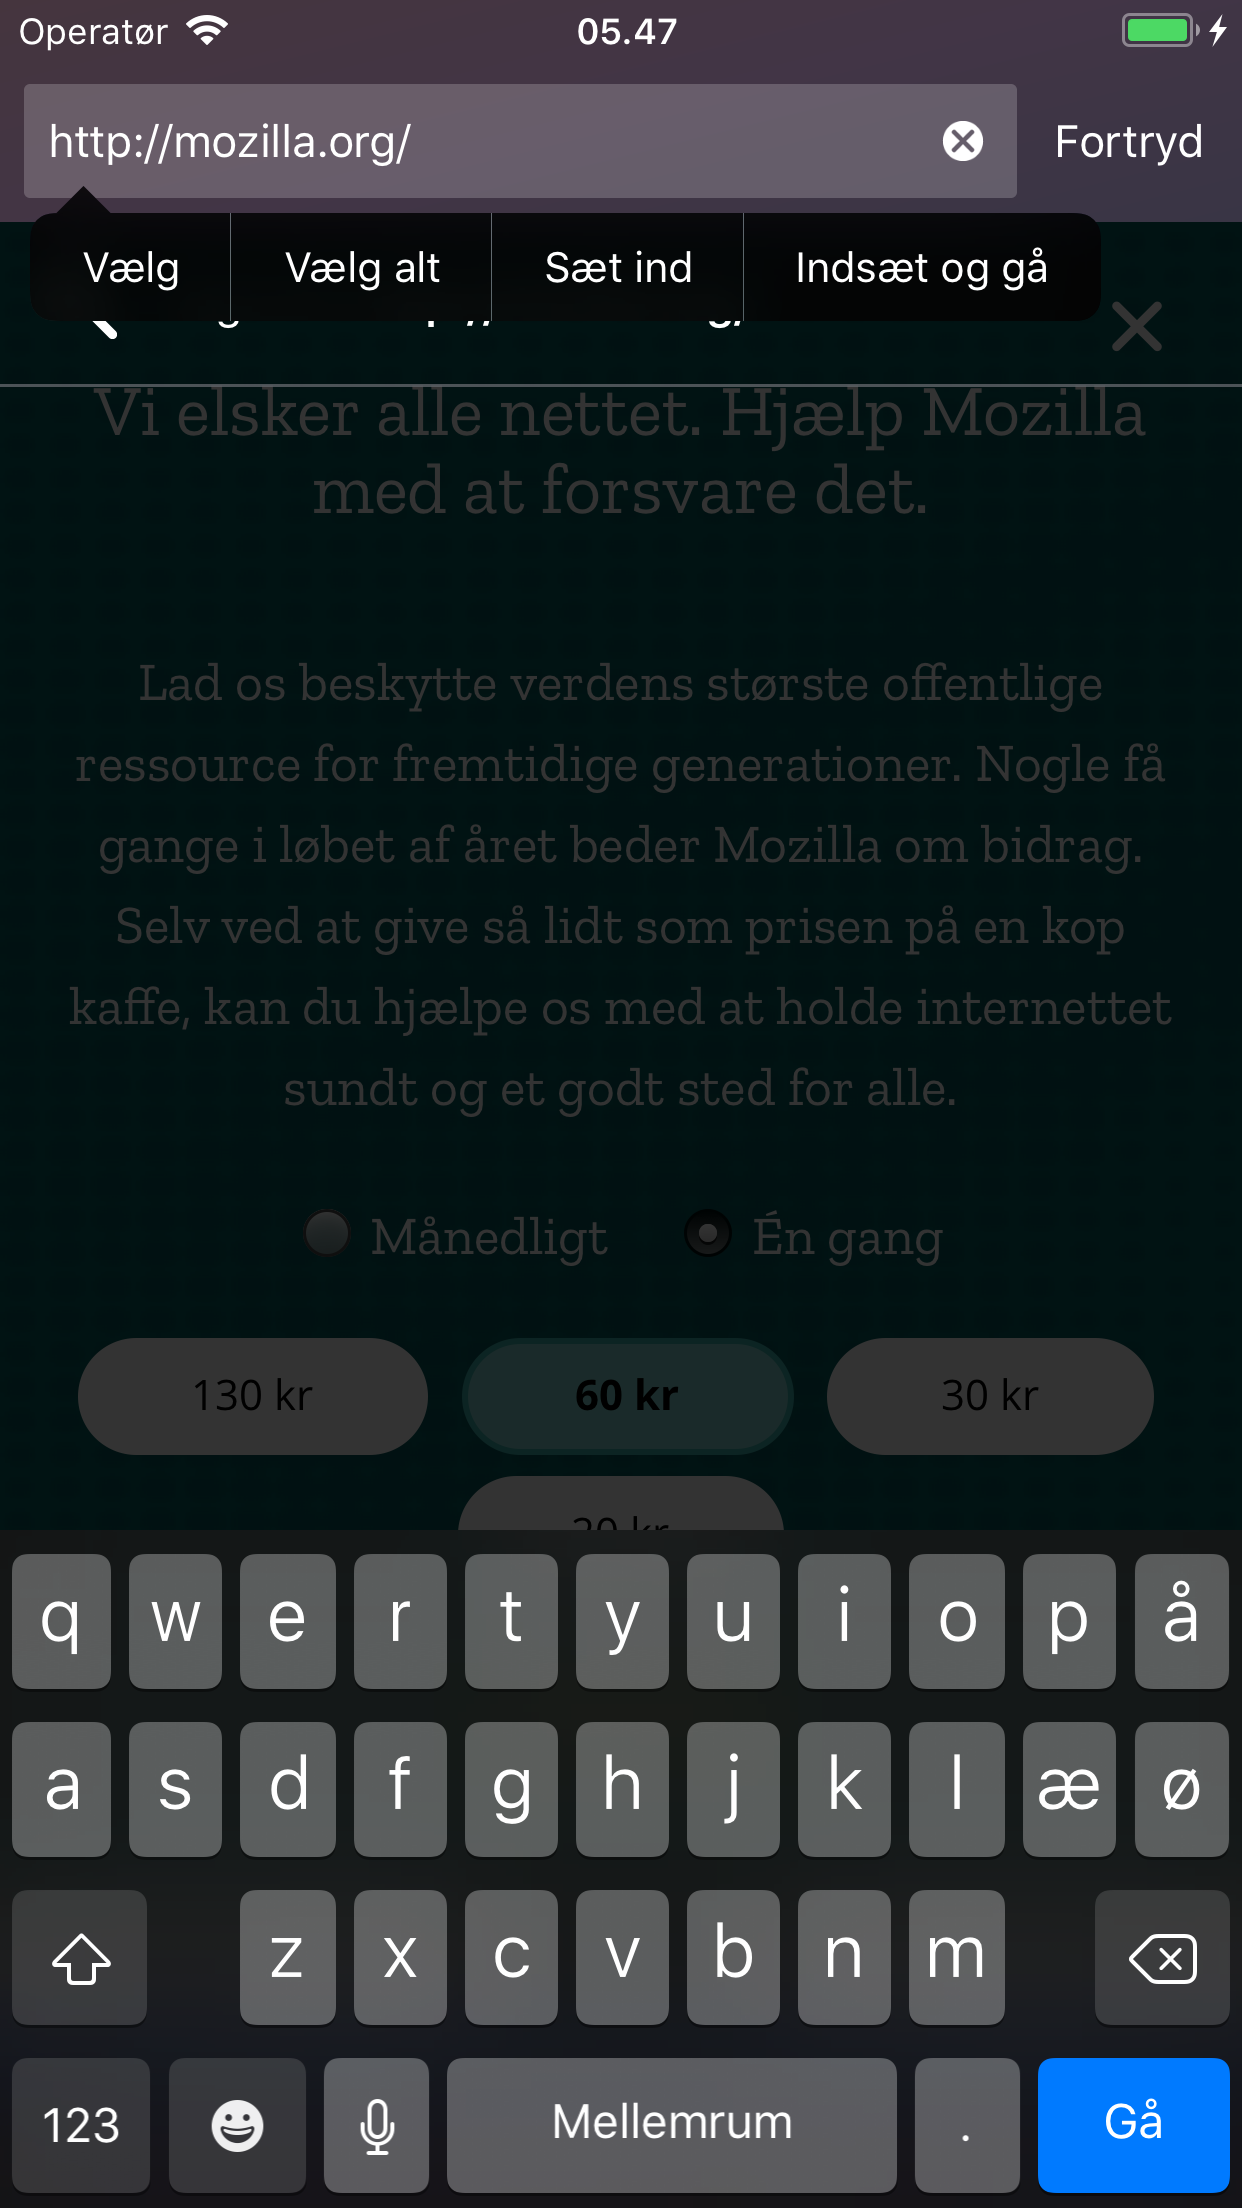 Operatør 05.47
http://mozilla.org/ Fortryd
Vælg Vælg alt Sæt ind Indsæt og gå
Vi elsker alle nettet. Hjælp Mozilla
med at forsvare det.
Lad os beskytte verdens største offentlige
ressource for fremtidige generationer. Nogle få
gange i løbet af året beder Mozilla om bidrag.
Selv ved at give så lidt som prisen på en kop
kaffe, kan du hjælpe os med at holde internettet
sundt og et godt sted for alle.
Månedligt Én gang
130 kr 60 kr 30 kr
q w e r t y u i o p å
a s d f g h j k l æ ø
z x c v b n m
123 Mellemrum . Gå